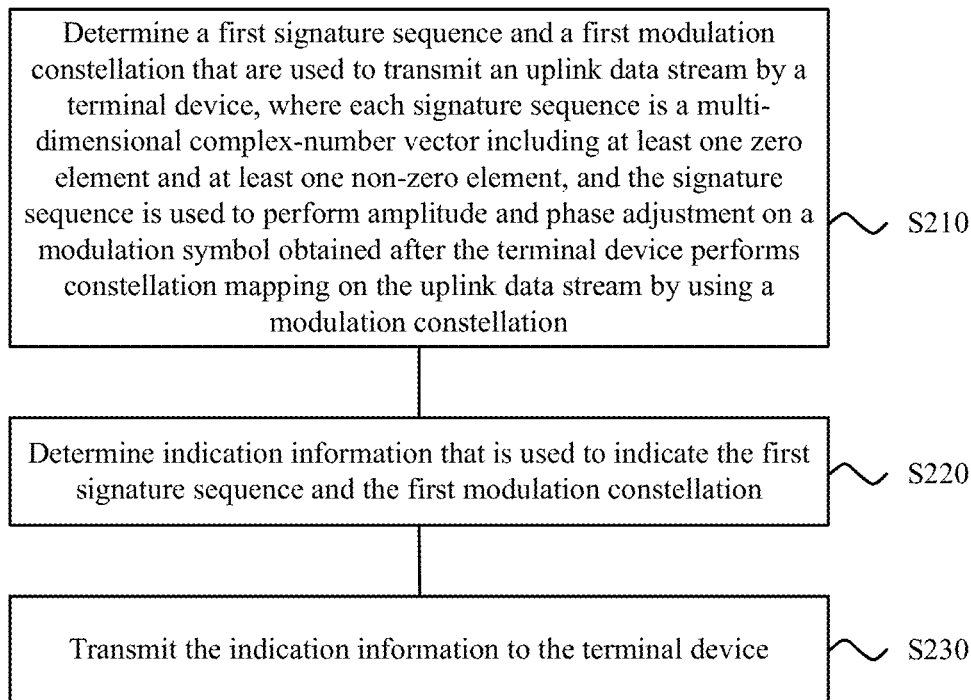 Determine a first signature sequence and a first modulation
constellation that are used to transmit an uplink data stream by a
terminal device, where each signature sequence is a multi-
dimensional complex-number vector including at least one zero
element and at least one non-zero element, and the signature
sequence is used to perform amplitude and phase adjustment on a
modulation symbol obtained after the terminal device performs
constellation mapping on the uplink data stream by using a
modulation constellation
S210
Determine indication information that is used to indicate the first
signature sequence and the first modulation constellation
S220
Transmit the indication information to the terminal device
S230